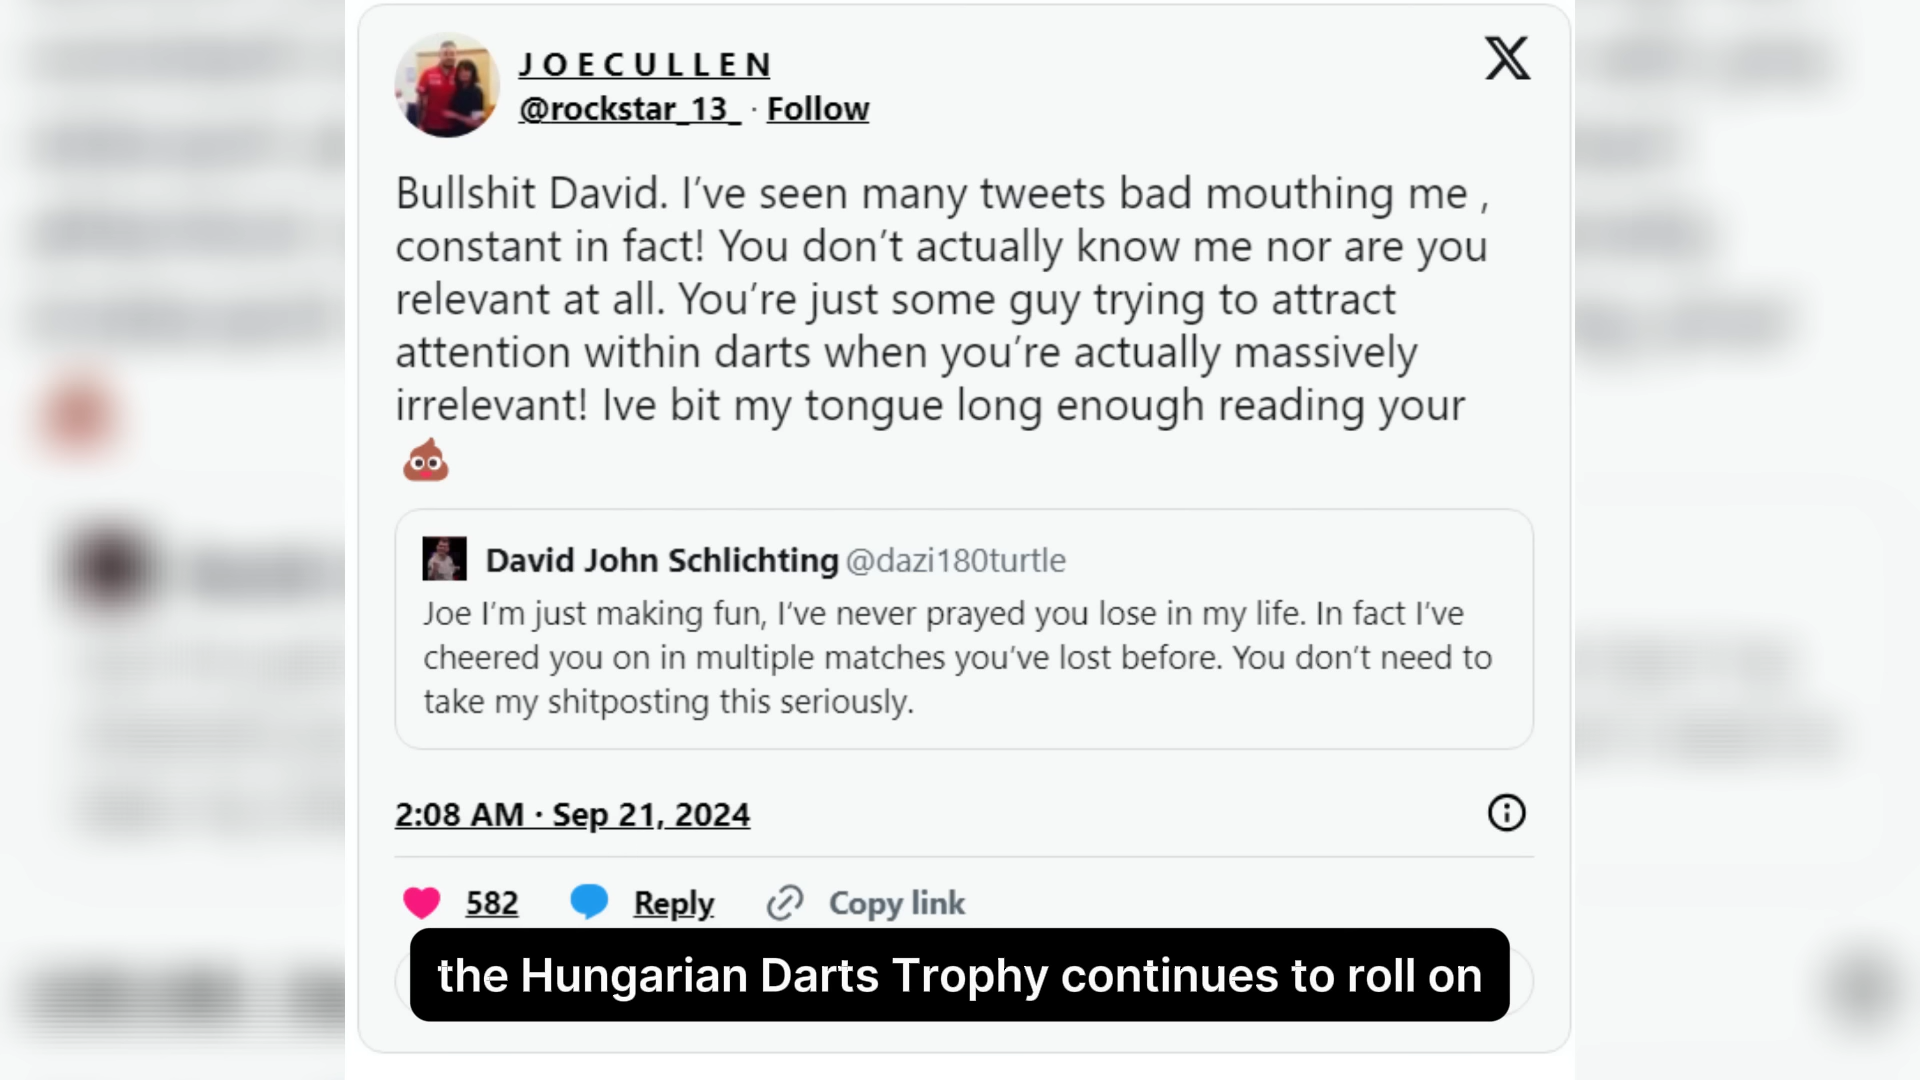 J O E C U L L E N
@rockstar_13_ · Follow
Bullshit David. I’ve seen many tweets bad mouthing me ,
constant in fact! You don’t actually know me nor are you
relevant at all. You’re just some guy trying to attract
attention within darts when you’re actually massively
irrelevant! Ive bit my tongue long enough reading your
💩
David John Schlichting @dazi180turtle
Joe I’m just making fun, I’ve never prayed you lose in my life. In fact I’ve
cheered you on in multiple matches you’ve lost before. You don’t need to
take my shitposting this seriously.
2:08 AM · Sep 21, 2024
582 Reply Copy link
the Hungarian Darts Trophy continues to roll on